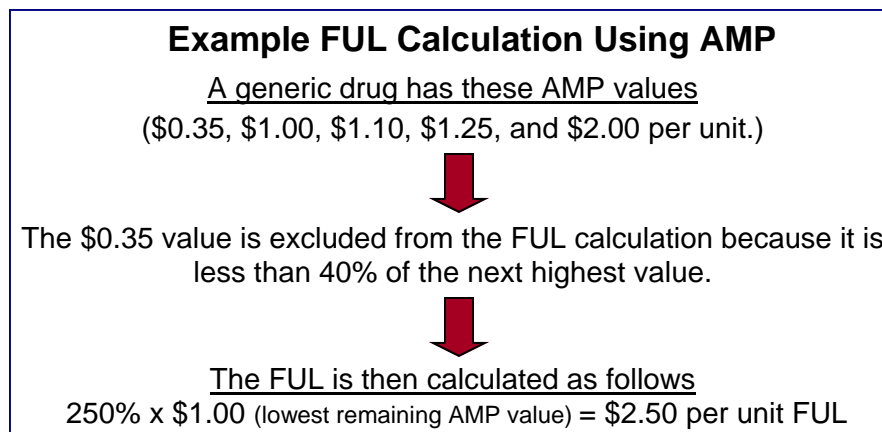 Example FUL Calculation Using AMP
A generic drug has these AMP values
($0.35, $1.00, $1.10, $1.25, and $2.00 per unit.)
The $0.35 value is excluded from the FUL calculation because it is
less than 40% of the next highest value.
The FUL is then calculated as follows
250% x $1.00 (lowest remaining AMP value) = $2.50 per unit FUL